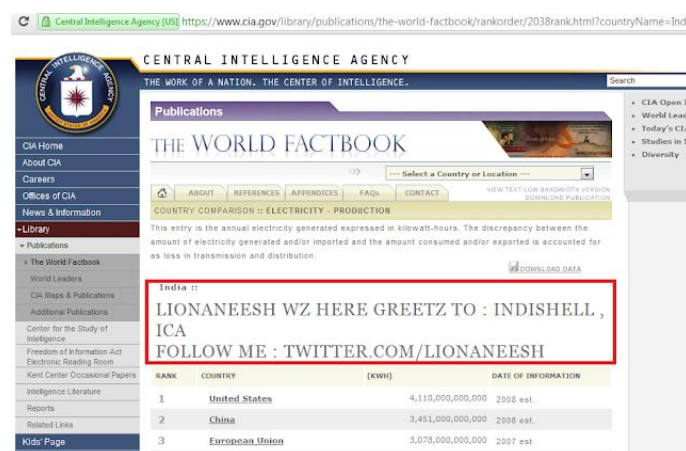 Central Intelligence Agency [US] https://www.cia.gov/library/publications/the-world-factbook/rankorder/2038rank.html?countryName=Ind
CENTRAL INTELLIGENCE AGENCY
THE WORK OF A NATION. THE CENTER OF INTELLIGENCE.
Search
CENTRAL INTELLIGENCE AGENCY
UNITED STATES OF AMERICA
CIA Home
About CIA
Careers
Offices of CIA
News & Information
Library
Publications
The World Factbook
World Leaders
CIA Maps & Publications
Additional Publications
Center for the Study of
Intelligence
Freedom of Information Act
Electronic Reading Room
Kent Center Occasional Papers
Intelligence Literature
Reports
Related Links
Kids' Page
Publications
THE WORLD FACTBOOK
--- Select a Country or Location ---
ABOUT REFERENCES APPENDICES FAQs CONTACT
VIEW TEXT/LOW BANDWIDTH VERSION
DOWNLOAD PUBLICATION
COUNTRY COMPARISON :: ELECTRICITY - PRODUCTION
This entry is the annual electricity generated expressed in kilowatt-hours. The discrepancy between the
amount of electricity generated and/or imported and the amount consumed and/or exported is accounted for
as loss in transmission and distribution.
DOWNLOAD DATA
India ::
LIONANEESH WZ HERE GREETZ TO : INDISHELL ,
ICA
FOLLOW ME : TWITTER.COM/LIONANEESH
RANK COUNTRY (KWH) DATE OF INFORMATION
1 United States 4,110,000,000,000 2008 est.
2 China 3,451,000,000,000 2008 est.
3 European Union 3,078,000,000,000 2007 est.
CIA Open
World Lead
Today's CI
Studies in
Diversity